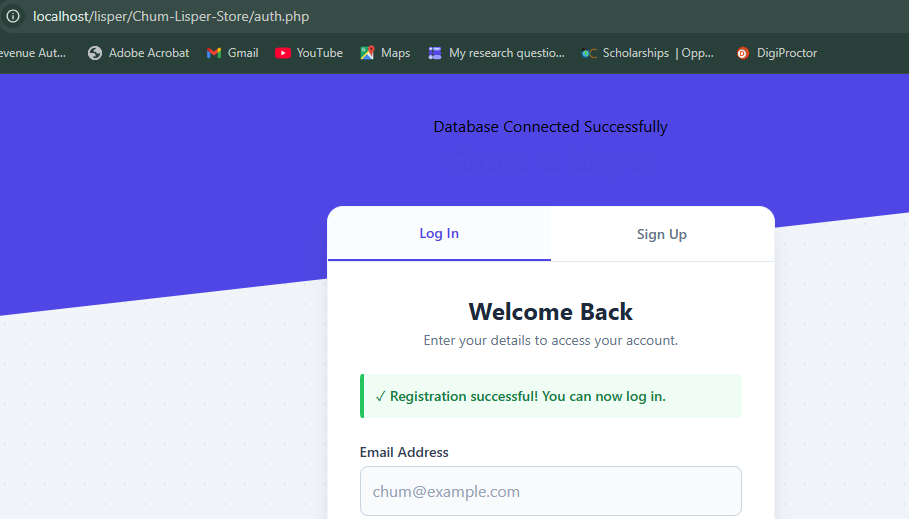 localhost/lisper/Chum-Lisper-Store/auth.php
evenue Aut... Adobe Acrobat Gmail YouTube Maps My research questio... Scholarships | Opp... DigiProctor
Database Connected Successfully
Log In Sign Up
Welcome Back
Enter your details to access your account.
✓ Registration successful! You can now log in.
Email Address
chum@example.com